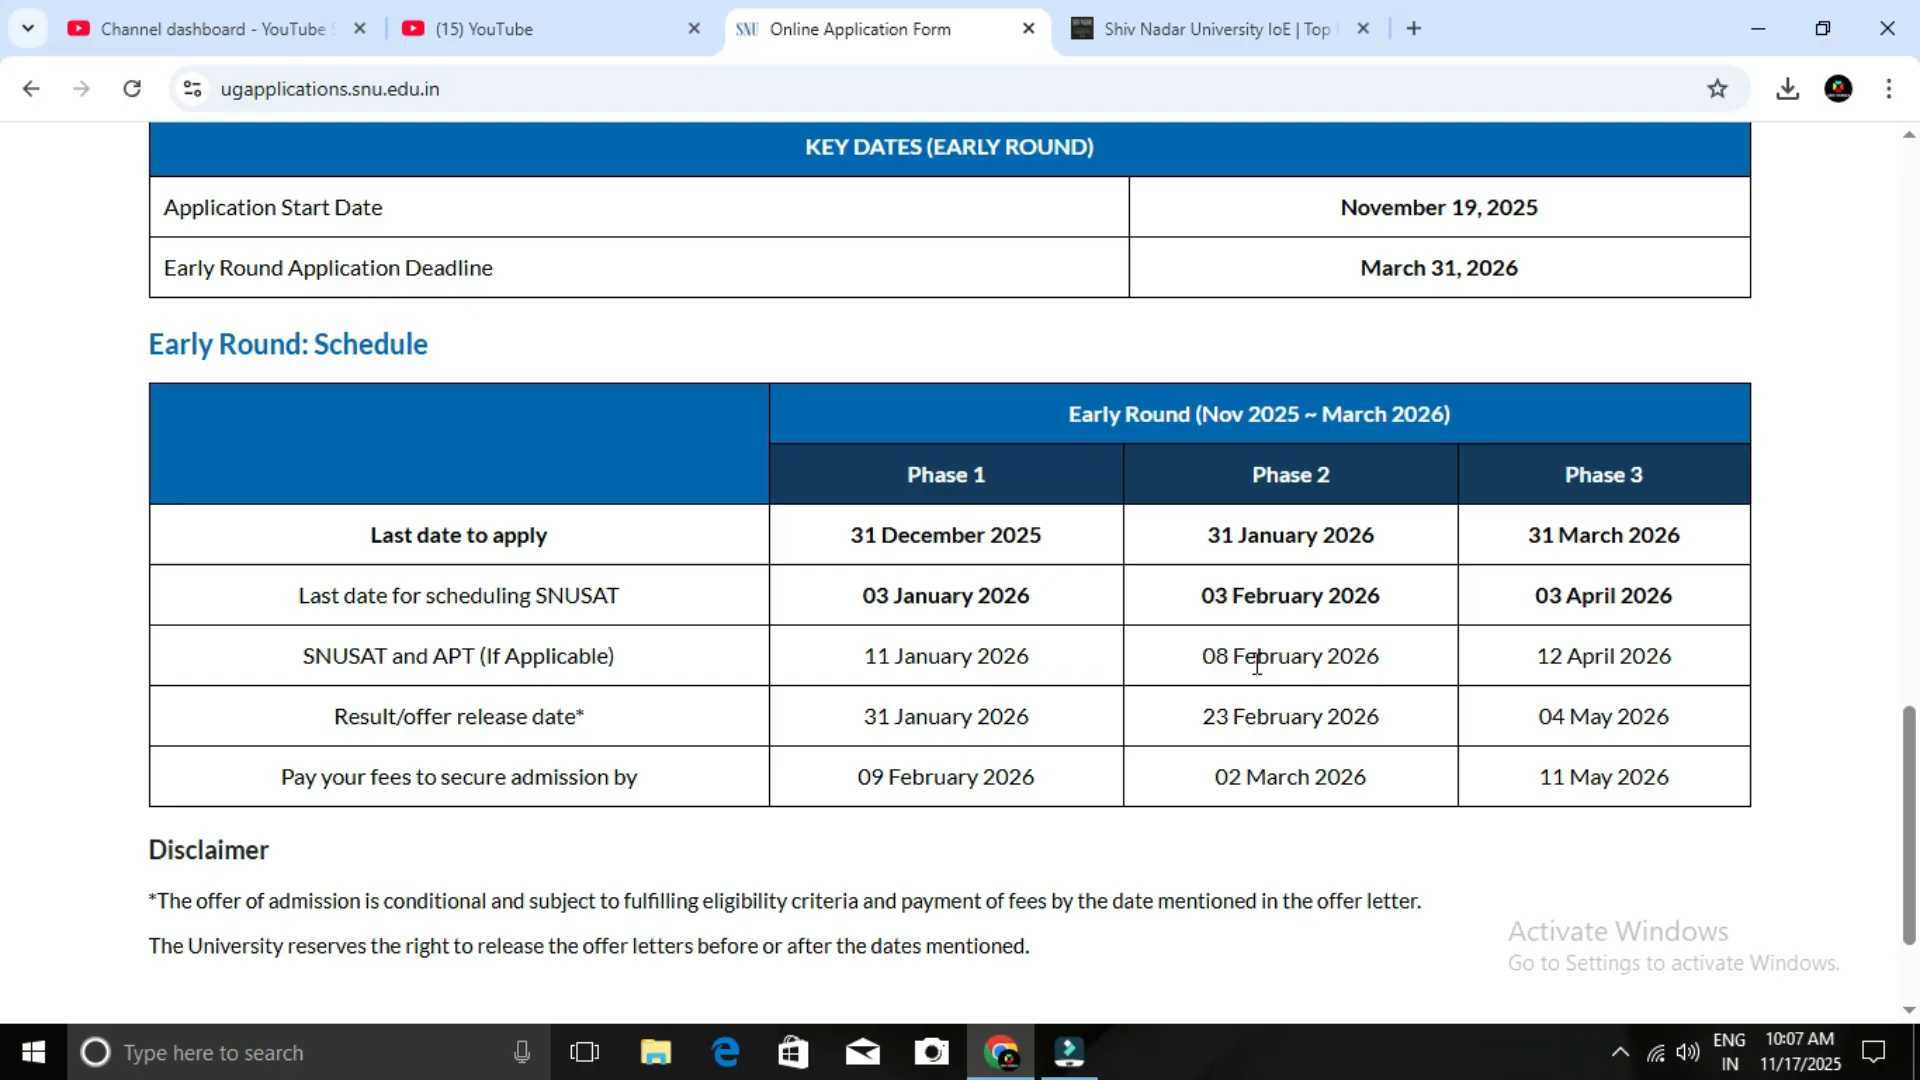 Channel dashboard - YouTube
(15) YouTube
SNU Online Application Form
Shiv Nadar University IoE | Top
ugapplications.snu.edu.in
KEY DATES (EARLY ROUND)
Application Start Date November 19, 2025
Early Round Application Deadline March 31, 2026
Early Round: Schedule
Early Round (Nov 2025 ~ March 2026)
Phase 1 Phase 2 Phase 3
Last date to apply 31 December 2025 31 January 2026 31 March 2026
Last date for scheduling SNUSAT 03 January 2026 03 February 2026 03 April 2026
SNUSAT and APT (If Applicable) 11 January 2026 08 February 2026 12 April 2026
Result/offer release date* 31 January 2026 23 February 2026 04 May 2026
Pay your fees to secure admission by 09 February 2026 02 March 2026 11 May 2026
Disclaimer
*The offer of admission is conditional and subject to fulfilling eligibility criteria and payment of fees by the date mentioned in the offer letter.
The University reserves the right to release the offer letters before or after the dates mentioned.
Activate Windows
Go to Settings to activate Windows.
Type here to search
ENG 10:07 AM
IN 11/17/2025